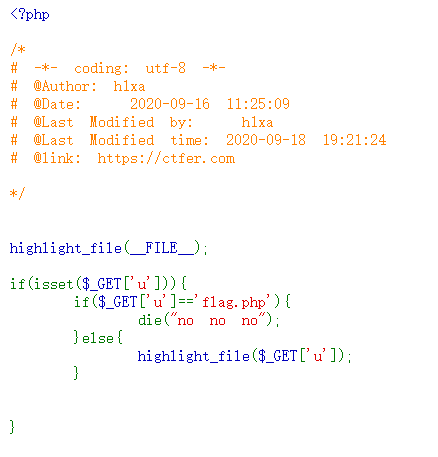 <?php
/*
# -*- coding: utf-8 -*-
# @Author: h1xa
# @Date:   2020-09-16 11:25:09
# @Last Modified by:   h1xa
# @Last Modified time: 2020-09-18 19:21:24
# @link: https://ctfer.com
*/
highlight_file(__FILE__);
if(isset($_GET['u'])){
        if($_GET['u']=='flag.php'){
                die("no no no");
        }else{
                highlight_file($_GET['u']);
        }
}